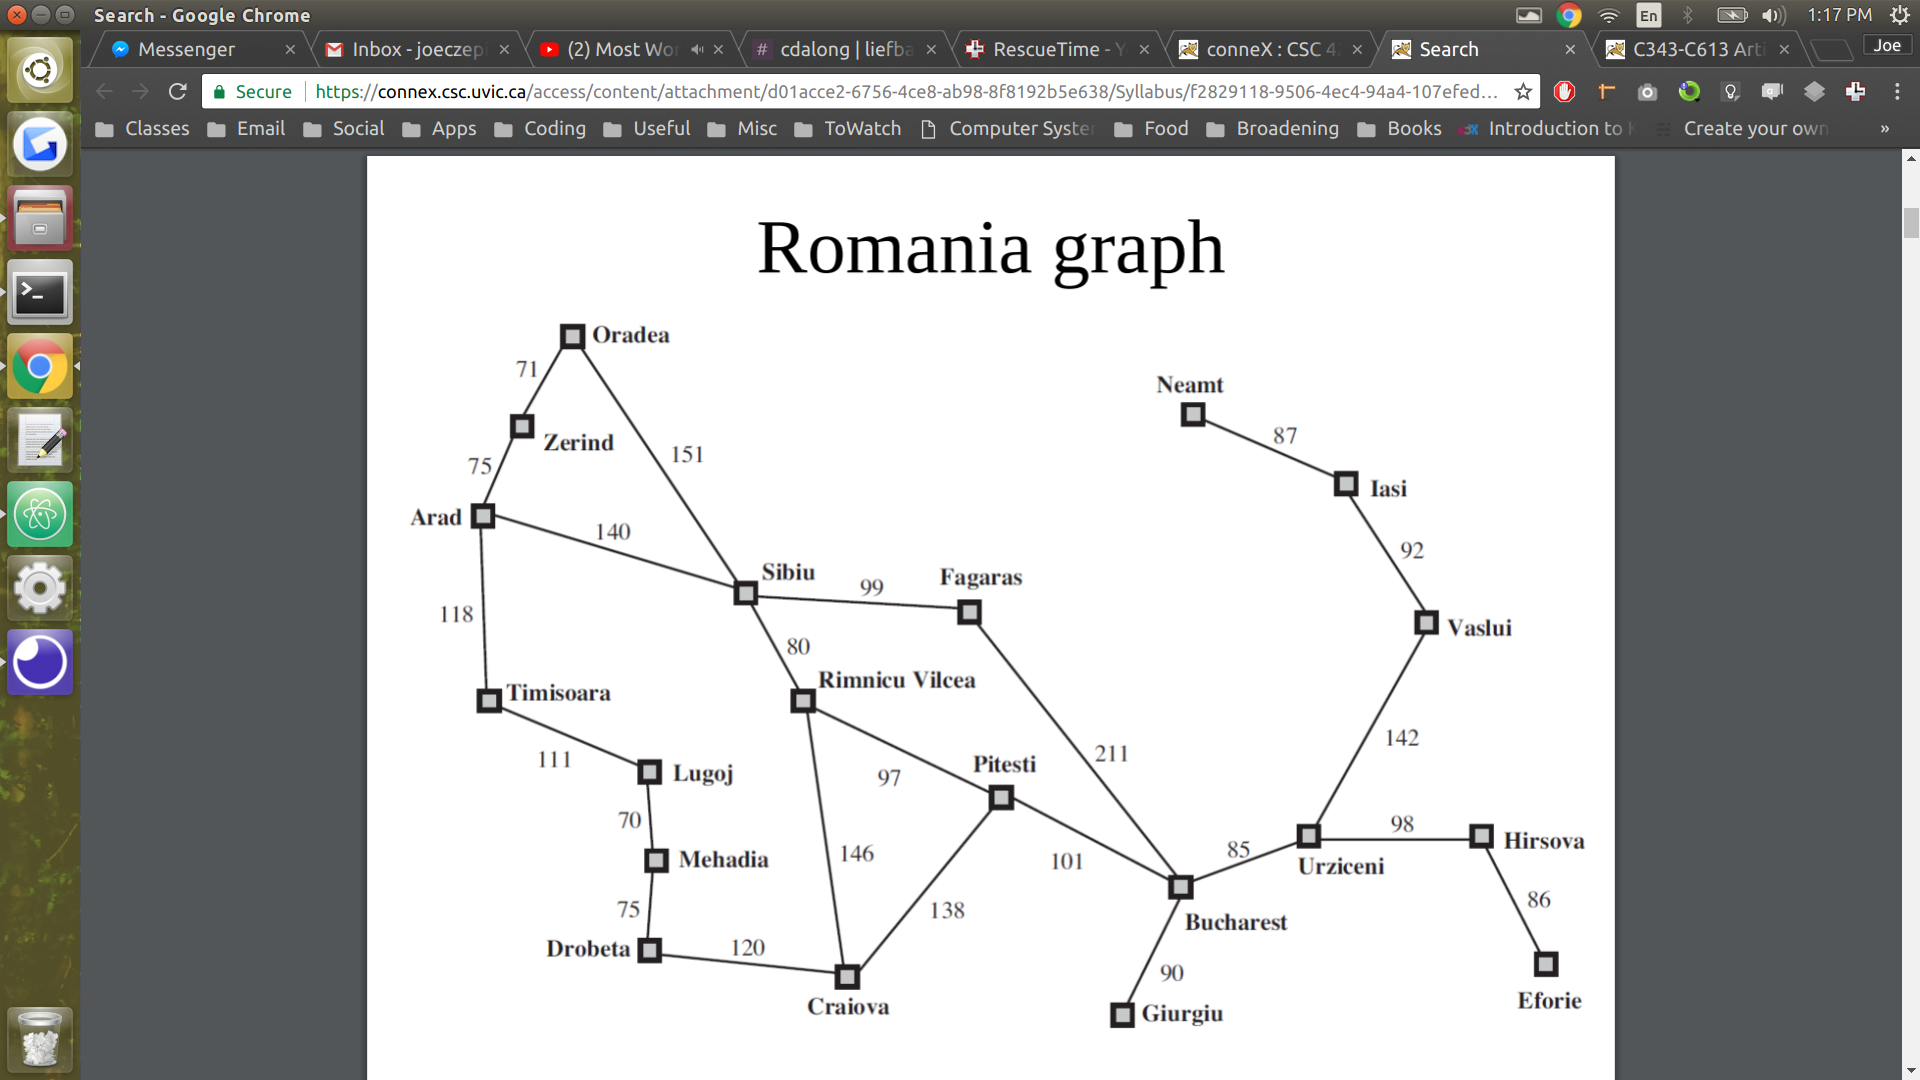 Search - Google Chrome
En
1:17 PM
Messenger
Inbox - joeczep
(2) Most Wo
cdalong | liefba
RescueTime - Y
conneX : CSC 4
Search
C343-C613 Arti
Joe
Secure
https://connex.csc.uvic.ca/access/content/attachment/d01acce2-6756-4ce8-ab98-8f8192b5e638/Syllabus/f2829118-9506-4ec4-94a4-107efed...
Classes
Email
Social
Apps
Coding
Useful
Misc
ToWatch
Computer Syste
Food
Broadening
Books
Introduction to
Create your own
»
Romania graph
Oradea
71
Neamt
Zerind
87
151
75
Iasi
Arad
140
92
Sibiu
Fagaras
99
118
Vaslui
80
Rimnicu Vilcea
Timisoara
142
211
111
Pitesti
Lugoj
97
70
98
Hirsova
146
85
Mehadia
101
Urziceni
86
75
138
Bucharest
120
Drobeta
90
Eforie
Craiova
Giurgiu